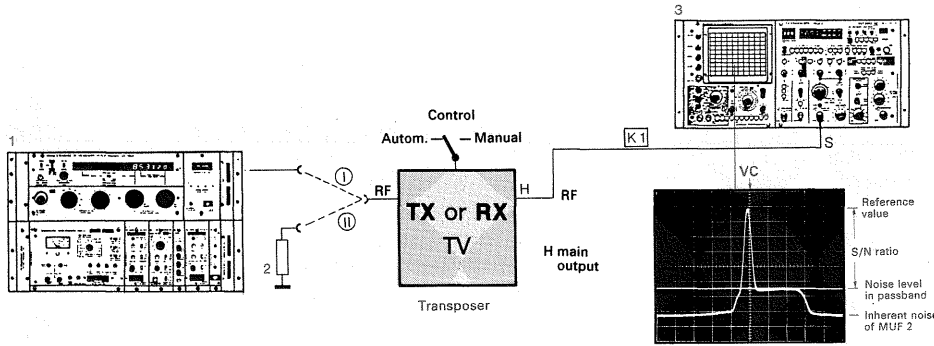 3
Control
Autom.
Manual
1
K 1
S
I
VC
RF
H
RF
TX or RX
TV
II
Reference
value
S/N ratio
H main
output
2
Noise level
in passband
Inherent noise
of MUF 2
Transposer